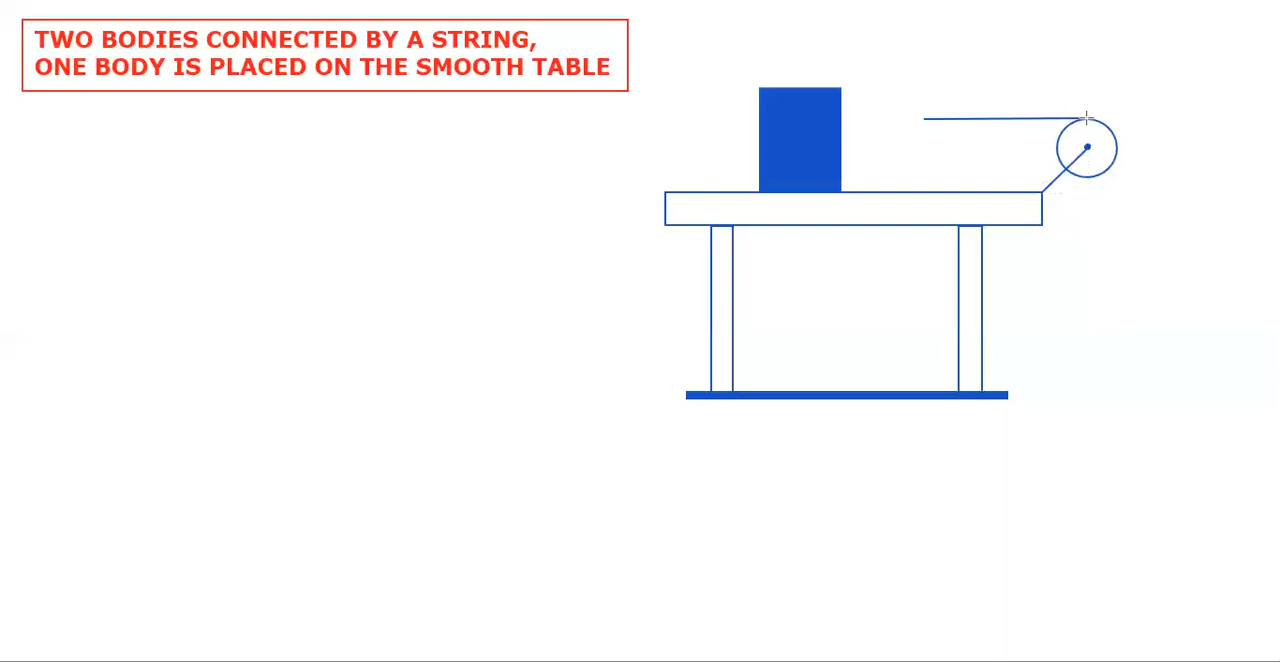 TWO BODIES CONNECTED BY A STRING,
ONE BODY IS PLACED ON THE SMOOTH TABLE